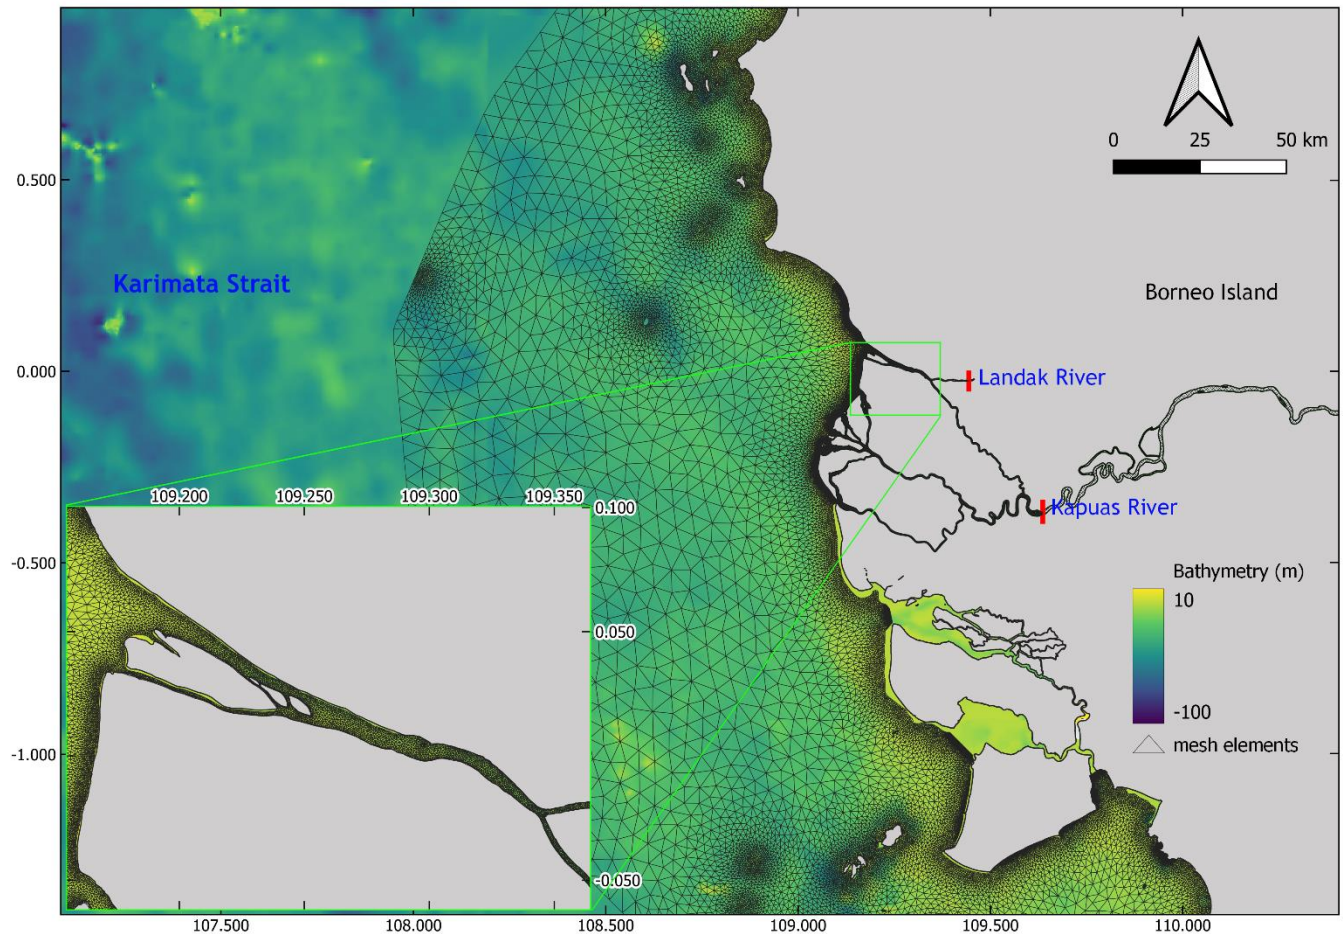 0 25 50 km
0.500
Karimata Strait
Borneo Island
0.000
Landak River
109.200 109.250 109.300 109.350
0.100
Kapuas River
-0.500
Bathymetry (m)
10
0.050
-100
mesh elements
-1.000
-0.050
107.500 108.000 108.500 109.000 109.500 110.000